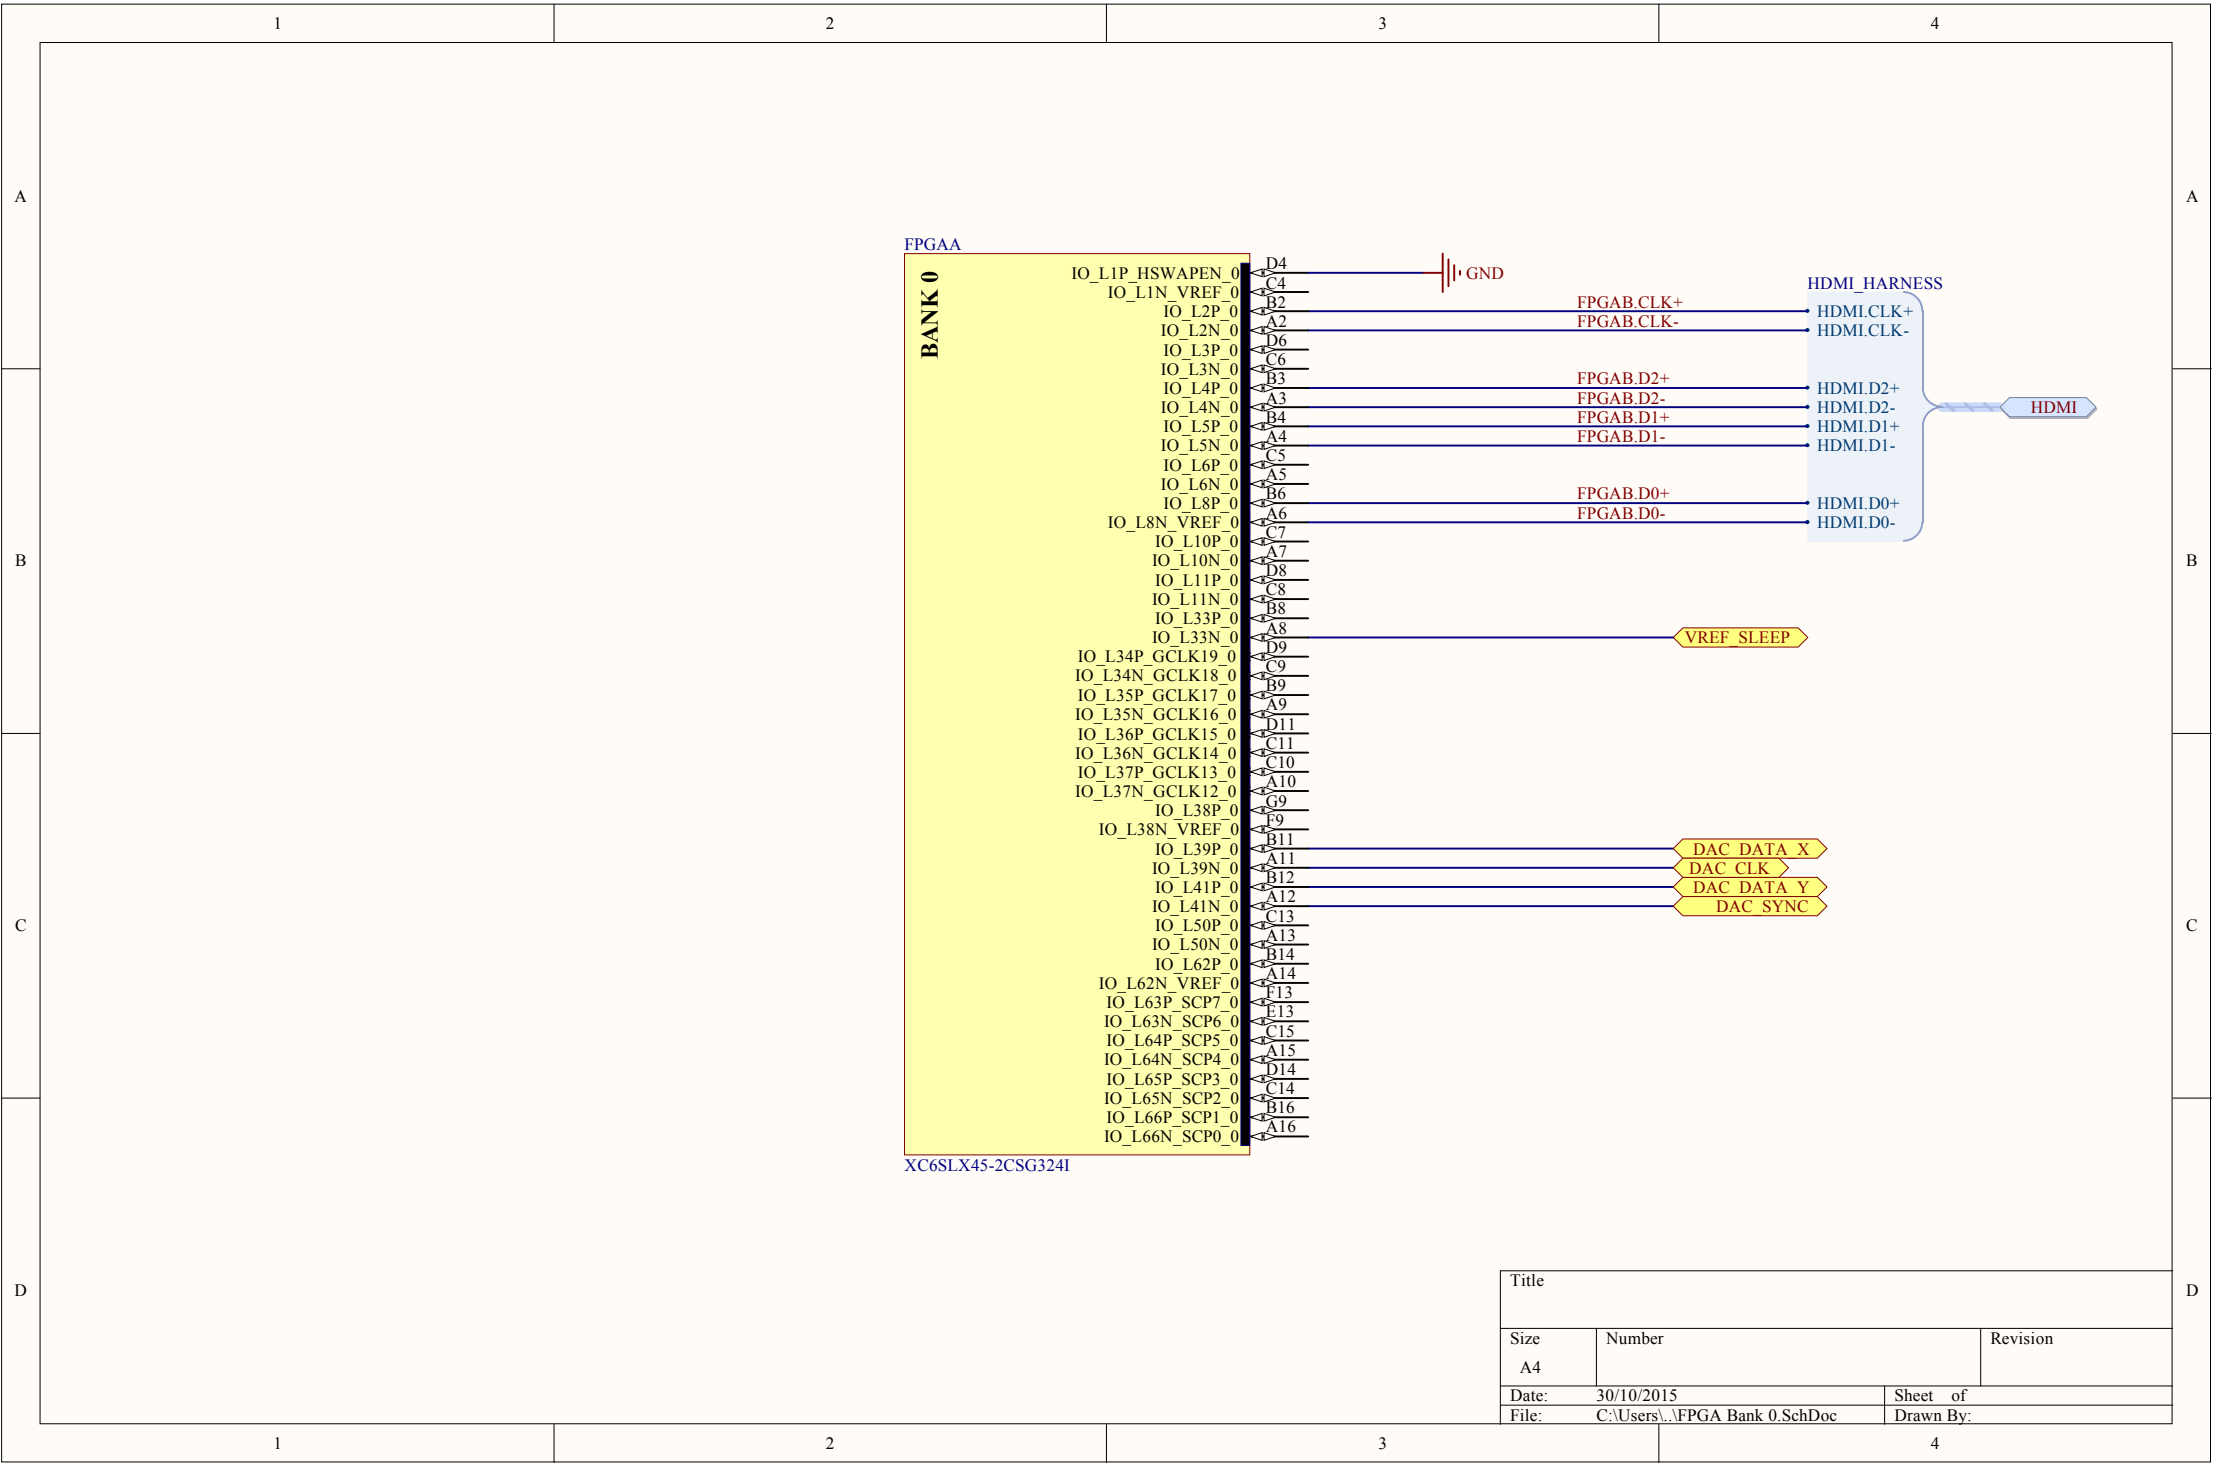 1 2 3 4
A A
FPGAA
BANK 0
IO_L1P_HSWAPEN_0 D4 GND
IO_L1N_VREF_0 C4
HDMI_HARNESS
IO_L2P_0 B2 FPGAB.CLK+ HDMI.CLK+
IO_L2N_0 A2 FPGAB.CLK- HDMI.CLK-
IO_L3P_0 D6
IO_L3N_0 C6
IO_L4P_0 B3 FPGAB.D2+ HDMI.D2+
IO_L4N_0 A3 FPGAB.D2- HDMI.D2- HDMI
IO_L5P_0 B4 FPGAB.D1+ HDMI.D1+
IO_L5N_0 A4 FPGAB.D1- HDMI.D1-
IO_L6P_0 C5
IO_L6N_0 A5
IO_L8P_0 B6 FPGAB.D0+ HDMI.D0+
IO_L8N_VREF_0 A6 FPGAB.D0- HDMI.D0-
IO_L10P_0 C7
B IO_L10N_0 A7 B
IO_L11P_0 D8
IO_L11N_0 C8
IO_L33P_0 B8
IO_L33N_0 A8 VREF_SLEEP
IO_L34P_GCLK19_0 D9
IO_L34N_GCLK18_0 C9
IO_L35P_GCLK17_0 B9
IO_L35N_GCLK16_0 A9
IO_L36P_GCLK15_0 D11
IO_L36N_GCLK14_0 C11
IO_L37P_GCLK13_0 C10
IO_L37N_GCLK12_0 A10
IO_L38P_0 G9
IO_L38N_VREF_0 F9
IO_L39P_0 B11 DAC_DATA_X
IO_L39N_0 A11 DAC_CLK
IO_L41P_0 B12 DAC_DATA_Y
IO_L41N_0 A12 DAC_SYNC
C IO_L50P_0 C13 C
IO_L50N_0 A13
IO_L62P_0 B14
IO_L62N_VREF_0 A14
IO_L63P_SCP7_0 F13
IO_L63N_SCP6_0 E13
IO_L64P_SCP5_0 C15
IO_L64N_SCP4_0 A15
IO_L65P_SCP3_0 D14
IO_L65N_SCP2_0 C14
IO_L66P_SCP1_0 B16
IO_L66N_SCP0_0 A16
XC6SLX45-2CSG324I
D D
Title
Size Number Revision
A4
Date: 30/10/2015 Sheet of
File: C:\Users\..\FPGA Bank 0.SchDoc Drawn By:
1 2 3 4